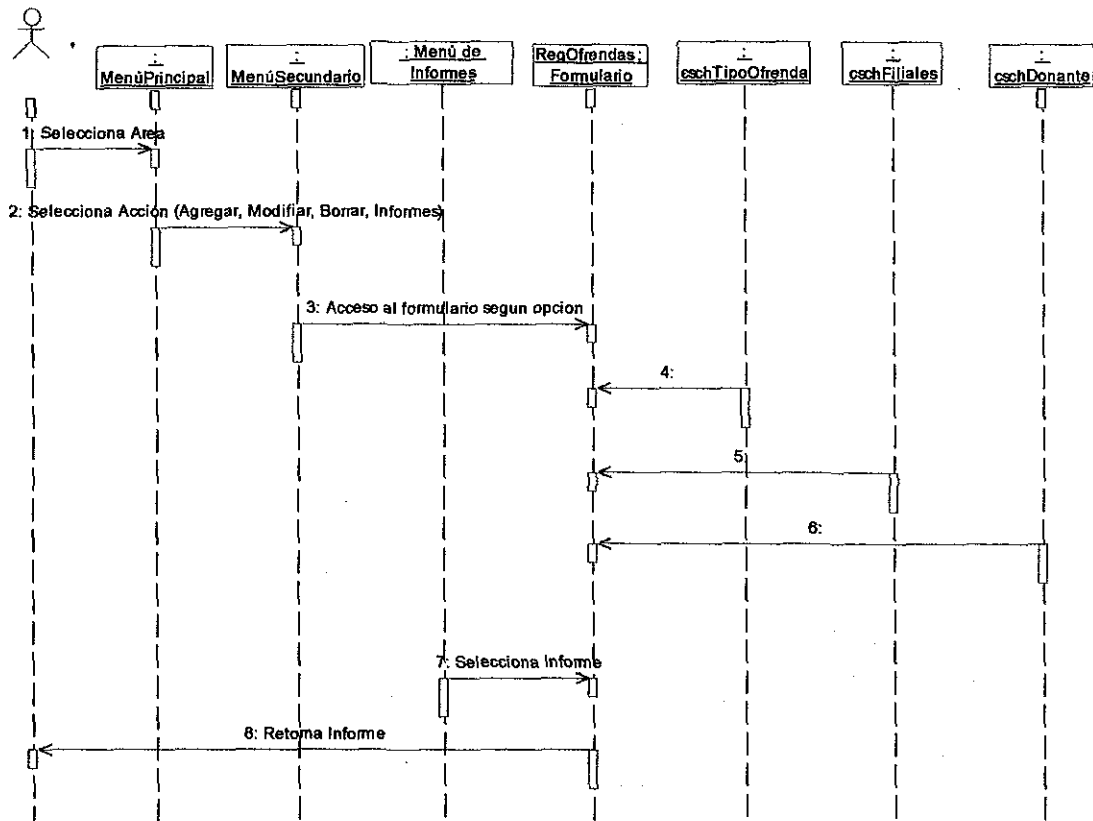 :
MenúPrincipal
:
MenúSecundario
: Menú de
Informes
RegOfrendas :
Formulario
:
cschTipoOfrenda
:
cschFiliales
:
cschDonantes
1: Selecciona Area
2: Selecciona Acción (Agregar, Modifiar, Borrar, Informes)
3: Acceso al formulario segun opcion
4:
5:
6:
7: Selecciona Informe
8: Retorna Informe